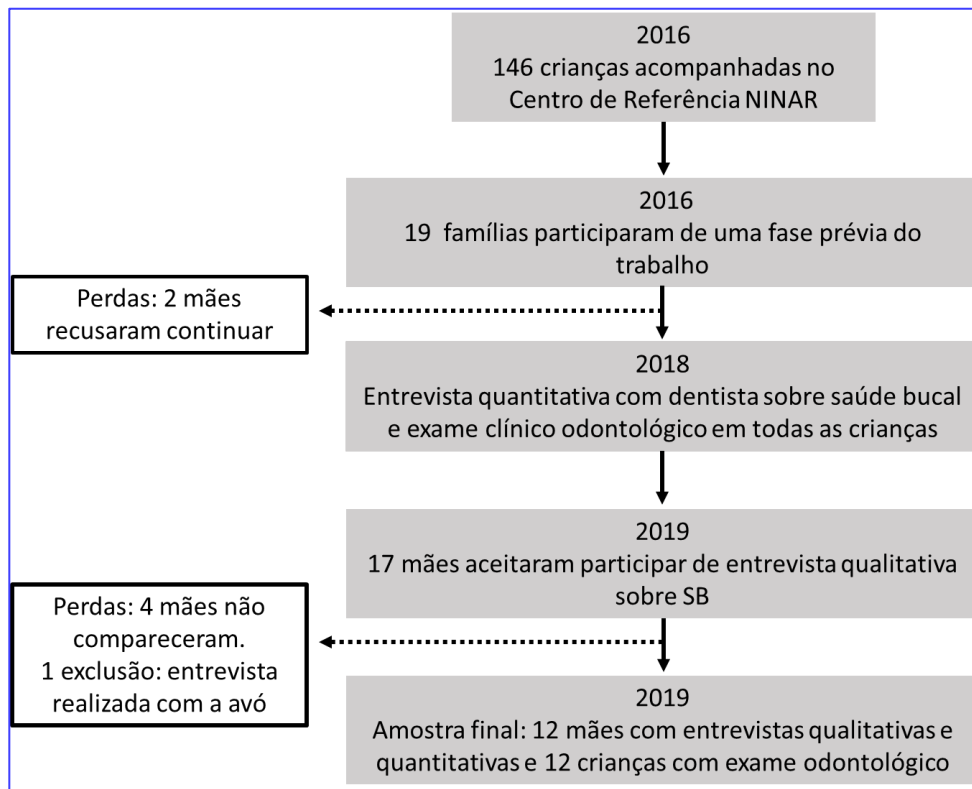 2016
146 crianças acompanhadas no
Centro de Referência NINAR
2016
19 famílias participaram de uma fase prévia do
trabalho
Perdas: 2 mães
recusaram continuar
2018
Entrevista quantitativa com dentista sobre saúde bucal
e exame clínico odontológico em todas as crianças
2019
17 mães aceitaram participar de entrevista qualitativa
sobre SB
Perdas: 4 mães não
compareceram.
1 exclusão: entrevista
realizada com a avó
2019
Amostra final: 12 mães com entrevistas qualitativas e
quantitativas e 12 crianças com exame odontológico